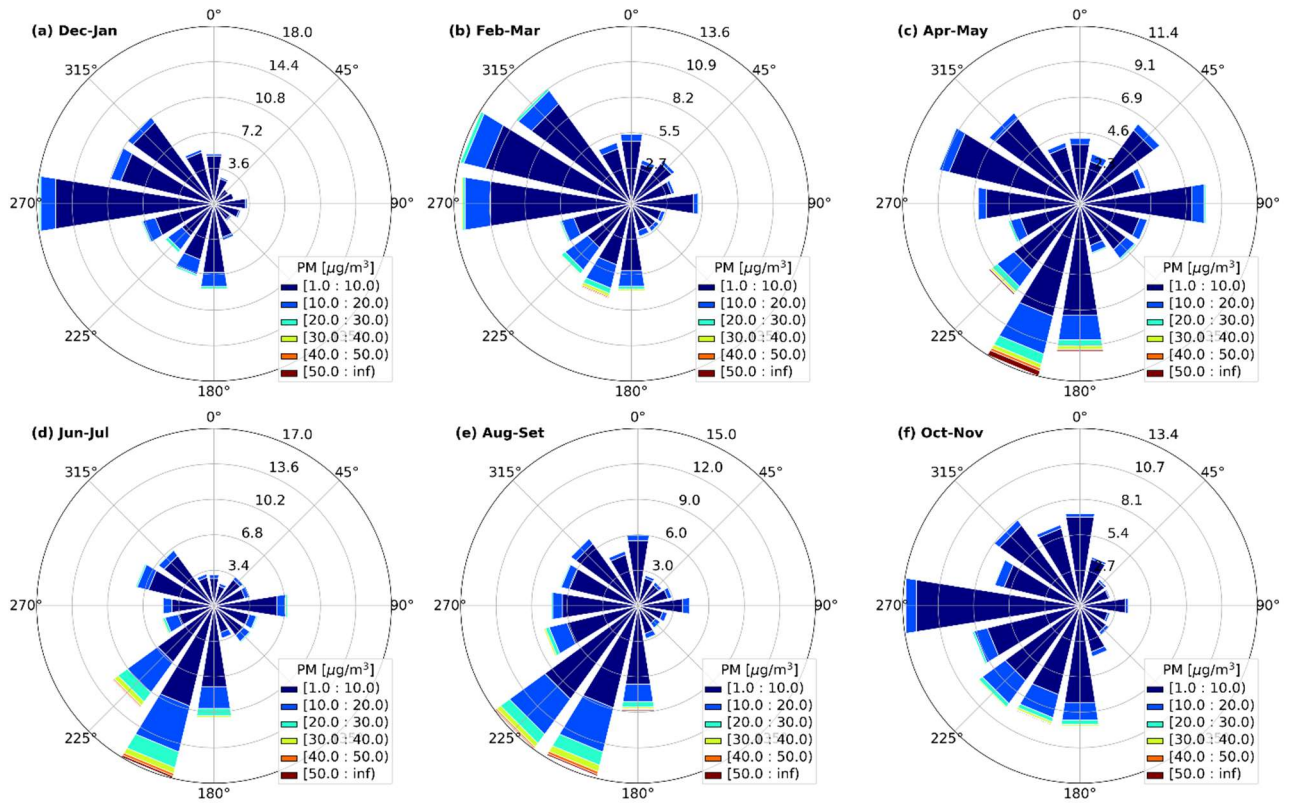 (a) Dec-Jan
0°
18.0
14.4
10.8
7.2
3.6
45°
315°
270°
90°
225°
180°
PM [µg/m³]
[1.0 : 10.0)
[10.0 : 20.0)
[20.0 : 30.0)
[30.0 : 40.0)
[40.0 : 50.0)
[50.0 : inf)
(b) Feb-Mar
0°
13.6
10.9
8.2
5.5
2.7
45°
315°
270°
90°
225°
180°
PM [µg/m³]
[1.0 : 10.0)
[10.0 : 20.0)
[20.0 : 30.0)
[30.0 : 40.0)
[40.0 : 50.0)
[50.0 : inf)
(c) Apr-May
0°
11.4
9.1
6.9
4.6
45°
315°
270°
90°
225°
180°
PM [µg/m³]
[1.0 : 10.0)
[10.0 : 20.0)
[20.0 : 30.0)
[30.0 : 40.0)
[40.0 : 50.0)
[50.0 : inf)
(d) Jun-Jul
0°
17.0
13.6
10.2
6.8
3.4
45°
315°
270°
90°
225°
180°
PM [µg/m³]
[1.0 : 10.0)
[10.0 : 20.0)
[20.0 : 30.0)
[30.0 : 40.0)
[40.0 : 50.0)
[50.0 : inf)
(e) Aug-Set
0°
15.0
12.0
9.0
6.0
3.0
45°
315°
270°
90°
225°
180°
PM [µg/m³]
[1.0 : 10.0)
[10.0 : 20.0)
[20.0 : 30.0)
[30.0 : 40.0)
[40.0 : 50.0)
[50.0 : inf)
(f) Oct-Nov
0°
13.4
10.7
8.1
5.4
45°
315°
270°
90°
225°
180°
PM [µg/m³]
[1.0 : 10.0)
[10.0 : 20.0)
[20.0 : 30.0)
[30.0 : 40.0)
[40.0 : 50.0)
[50.0 : inf)